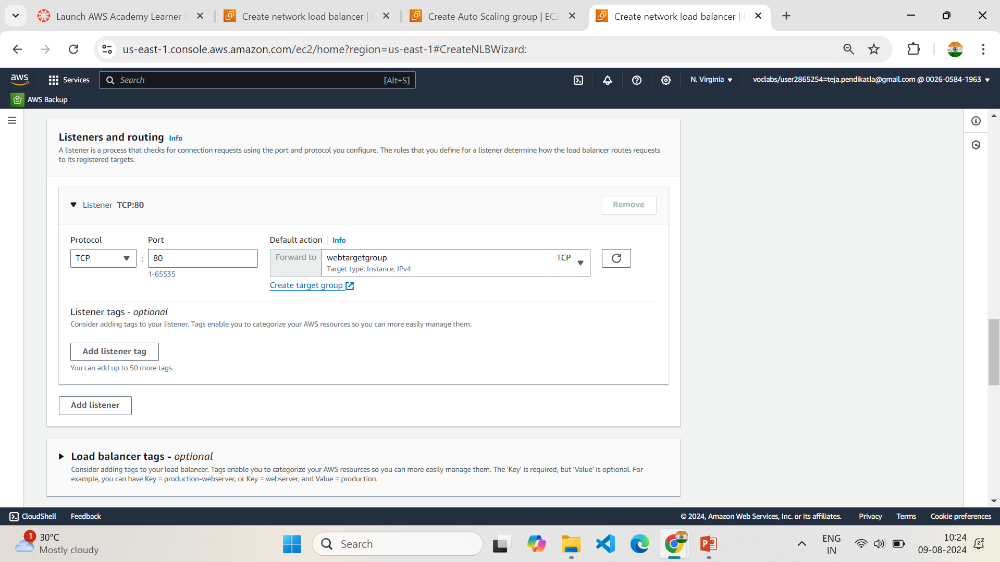 Launch AWS Academy Learner L
Create network load balancer | E
Create Auto Scaling group | EC2
Create network load balancer | E
us-east-1.console.aws.amazon.com/ec2/home?region=us-east-1#CreateNLBWizard:
aws
Services
Search
[Alt+S]
N. Virginia
voclabs/user2865254=teja.pendikatla@gmail.com @ 0026-0584-1963
AWS Backup
Listeners and routing Info
A listener is a process that checks for connection requests using the port and protocol you configure. The rules that you define for a listener determine how the load balancer routes requests
to its registered targets.
Listener TCP:80
Remove
Protocol
Port
Default action
Info
TCP
:
80
1-65535
Forward to
webtargetgroup
TCP
Target type: Instance, IPv4
Create target group
Listener tags - optional
Consider adding tags to your listener. Tags enable you to categorize your AWS resources so you can more easily manage them.
Add listener tag
You can add up to 50 more tags.
Add listener
Load balancer tags - optional
Consider adding tags to your load balancer. Tags enable you to categorize your AWS resources so you can more easily manage them. The 'Key' is required, but 'Value' is optional. For
example, you can have Key = production-webserver, or Key = webserver, and Value = production.
CloudShell
Feedback
© 2024, Amazon Web Services, Inc. or its affiliates.
Privacy
Terms
Cookie preferences
1
30°C
Mostly cloudy
Search
ENG
IN
10:24
09-08-2024